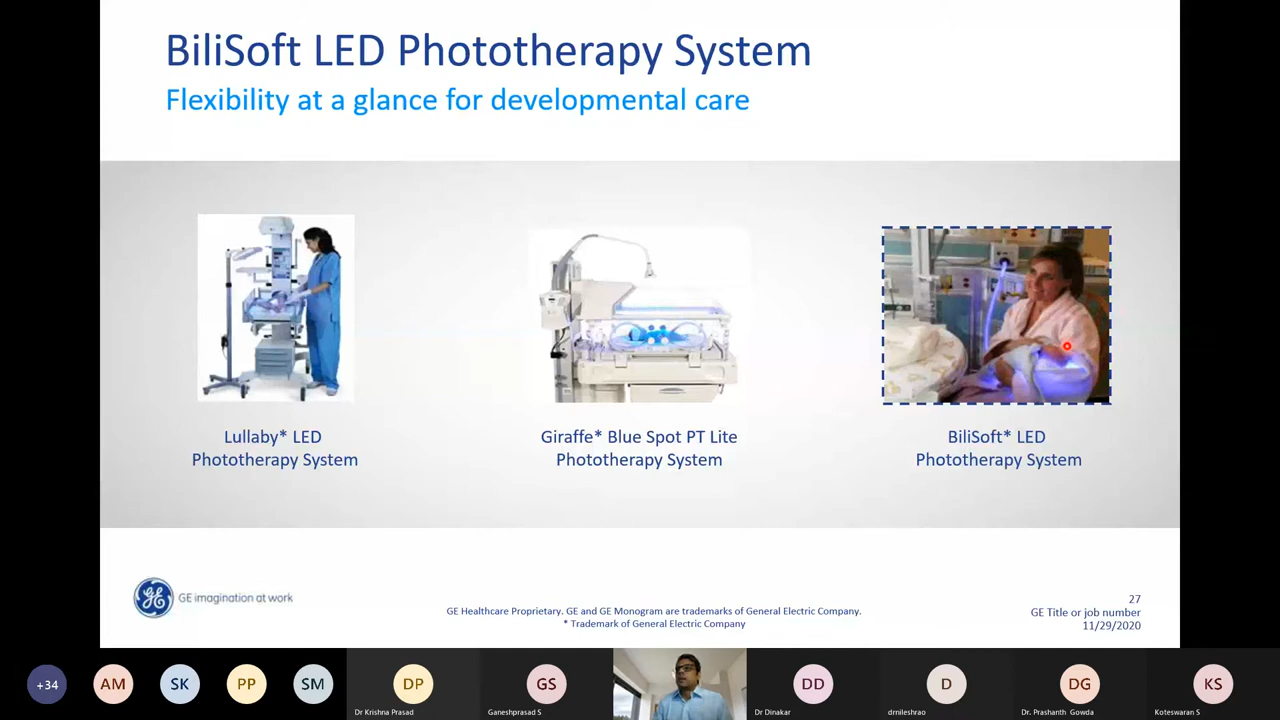 BiliSoft LED Phototherapy System
Flexibility at a glance for developmental care
Lullaby* LED
Phototherapy System
Giraffe* Blue Spot PT Lite
Phototherapy System
BiliSoft* LED
Phototherapy System
GE imagination at work
GE Healthcare Proprietary. GE and GE Monogram are trademarks of General Electric Company.
* Trademark of General Electric Company
27
GE Title or job number
11/29/2020
+34
AM
SK
PP
SM
DP
Dr Krishna Prasad
GS
Ganeshprasad S
DD
Dr Dinakar
D
drnileshrao
DG
Dr. Prashanth Gowda
KS
Koteswaran S